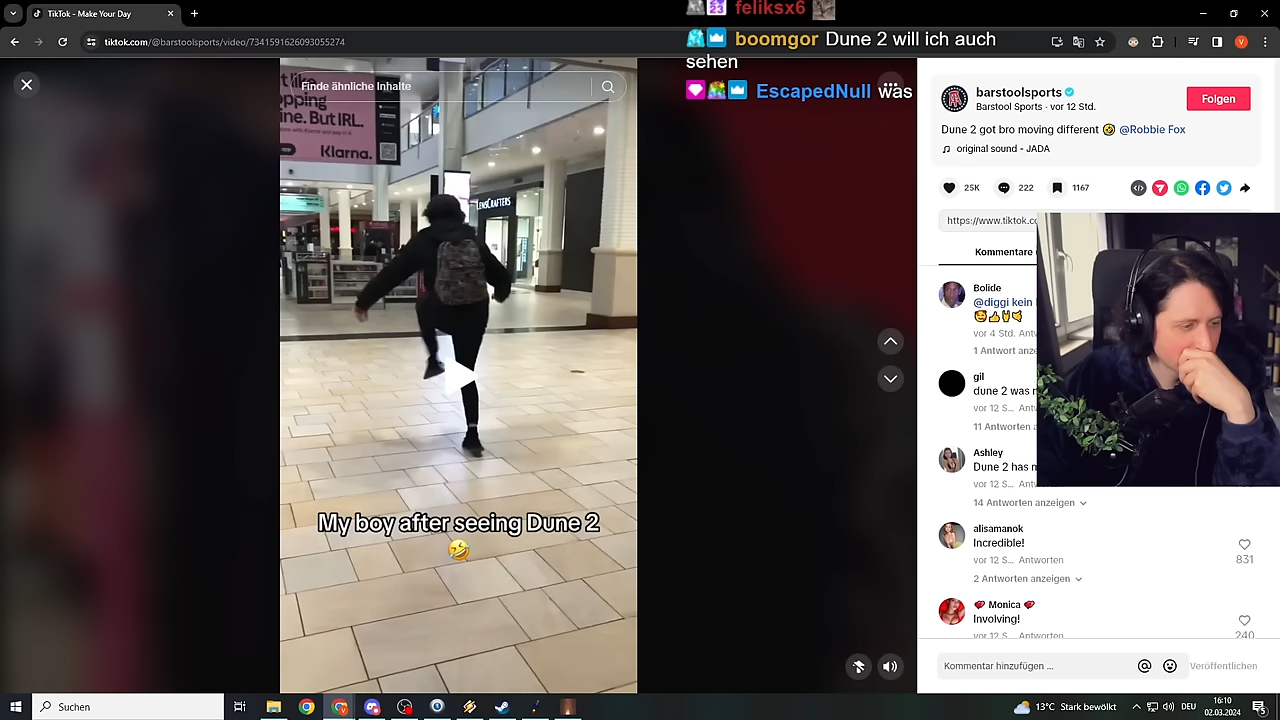 TikTok - Make Your Day
feliksx6
tiktok.com/@barstoolsports/video/7341591626093055274
boomgor Dune 2 will ich auch
sehen
EscapedNull was
Finde ähnliche Inhalte
But IRL.
Klarna.
LENSCRAFTERS
My boy after seeing Dune 2
barstoolsports
Barstool Sports · vor 12 Std.
Folgen
Dune 2 got bro moving different 🤣 @Robbie Fox
original sound - JADA
25K
222
1167
https://www.tiktok.co
Kommentare
Bolide
@diggi kein
vor 4 Std.
1 Antwort
gil
dune 2 was
vor 12 S...
11 Antworten
Ashley
Dune 2 has
vor 12 S...
14 Antworten anzeigen
alisamanok
Incredible!
831
vor 12 S... Antworten
2 Antworten anzeigen
Monica
Involving!
240
vor 12 S... Antworten
Kommentar hinzufügen ...
Veröffentlichen
Suchen
13°C Stark bewölkt
DEU
16:10
02.03.2024